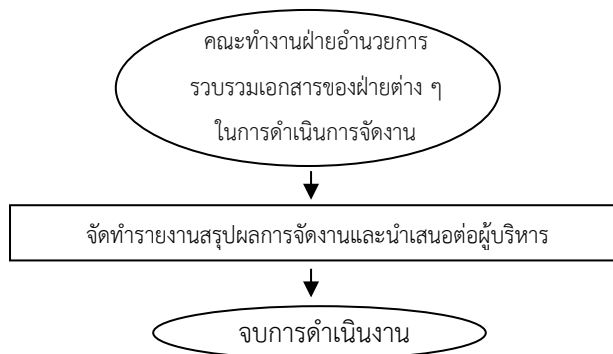 คณะทำงานฝ่ายอำนวยการ
รวบรวมเอกสารของฝ่ายต่าง ๆ
ในการดำเนินการจัดงาน
จัดทำรายงานสรุปผลการจัดงานและนำเสนอต่อผู้บริหาร
จบการดำเนินงาน